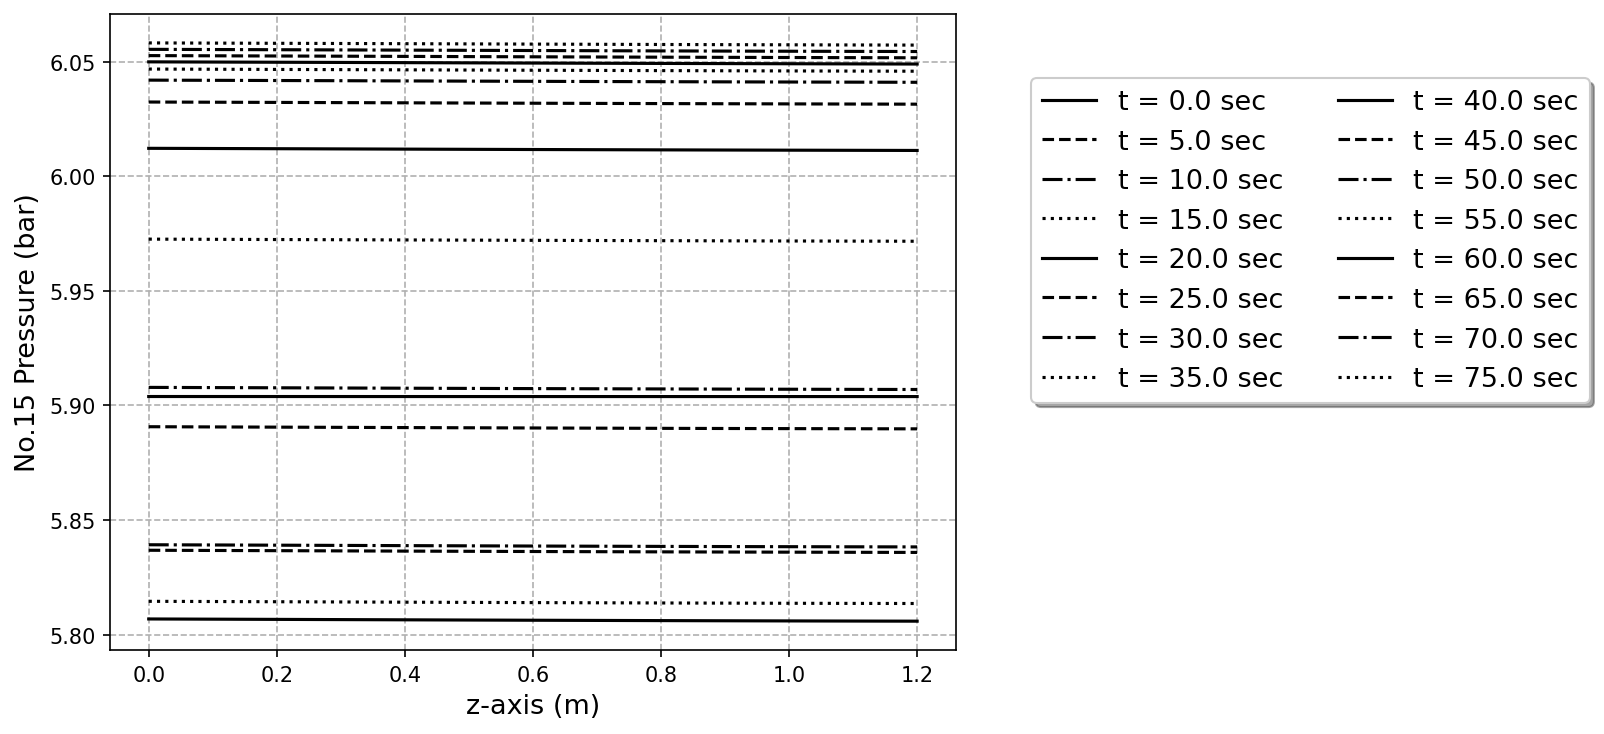 6.05
6.00
5.95
5.90
5.85
5.80
No.15 Pressure (bar)
0.0 0.2 0.4 0.6 0.8 1.0 1.2
z-axis (m)
t = 0.0 sec
t = 5.0 sec
t = 10.0 sec
t = 15.0 sec
t = 20.0 sec
t = 25.0 sec
t = 30.0 sec
t = 35.0 sec
t = 40.0 sec
t = 45.0 sec
t = 50.0 sec
t = 55.0 sec
t = 60.0 sec
t = 65.0 sec
t = 70.0 sec
t = 75.0 sec